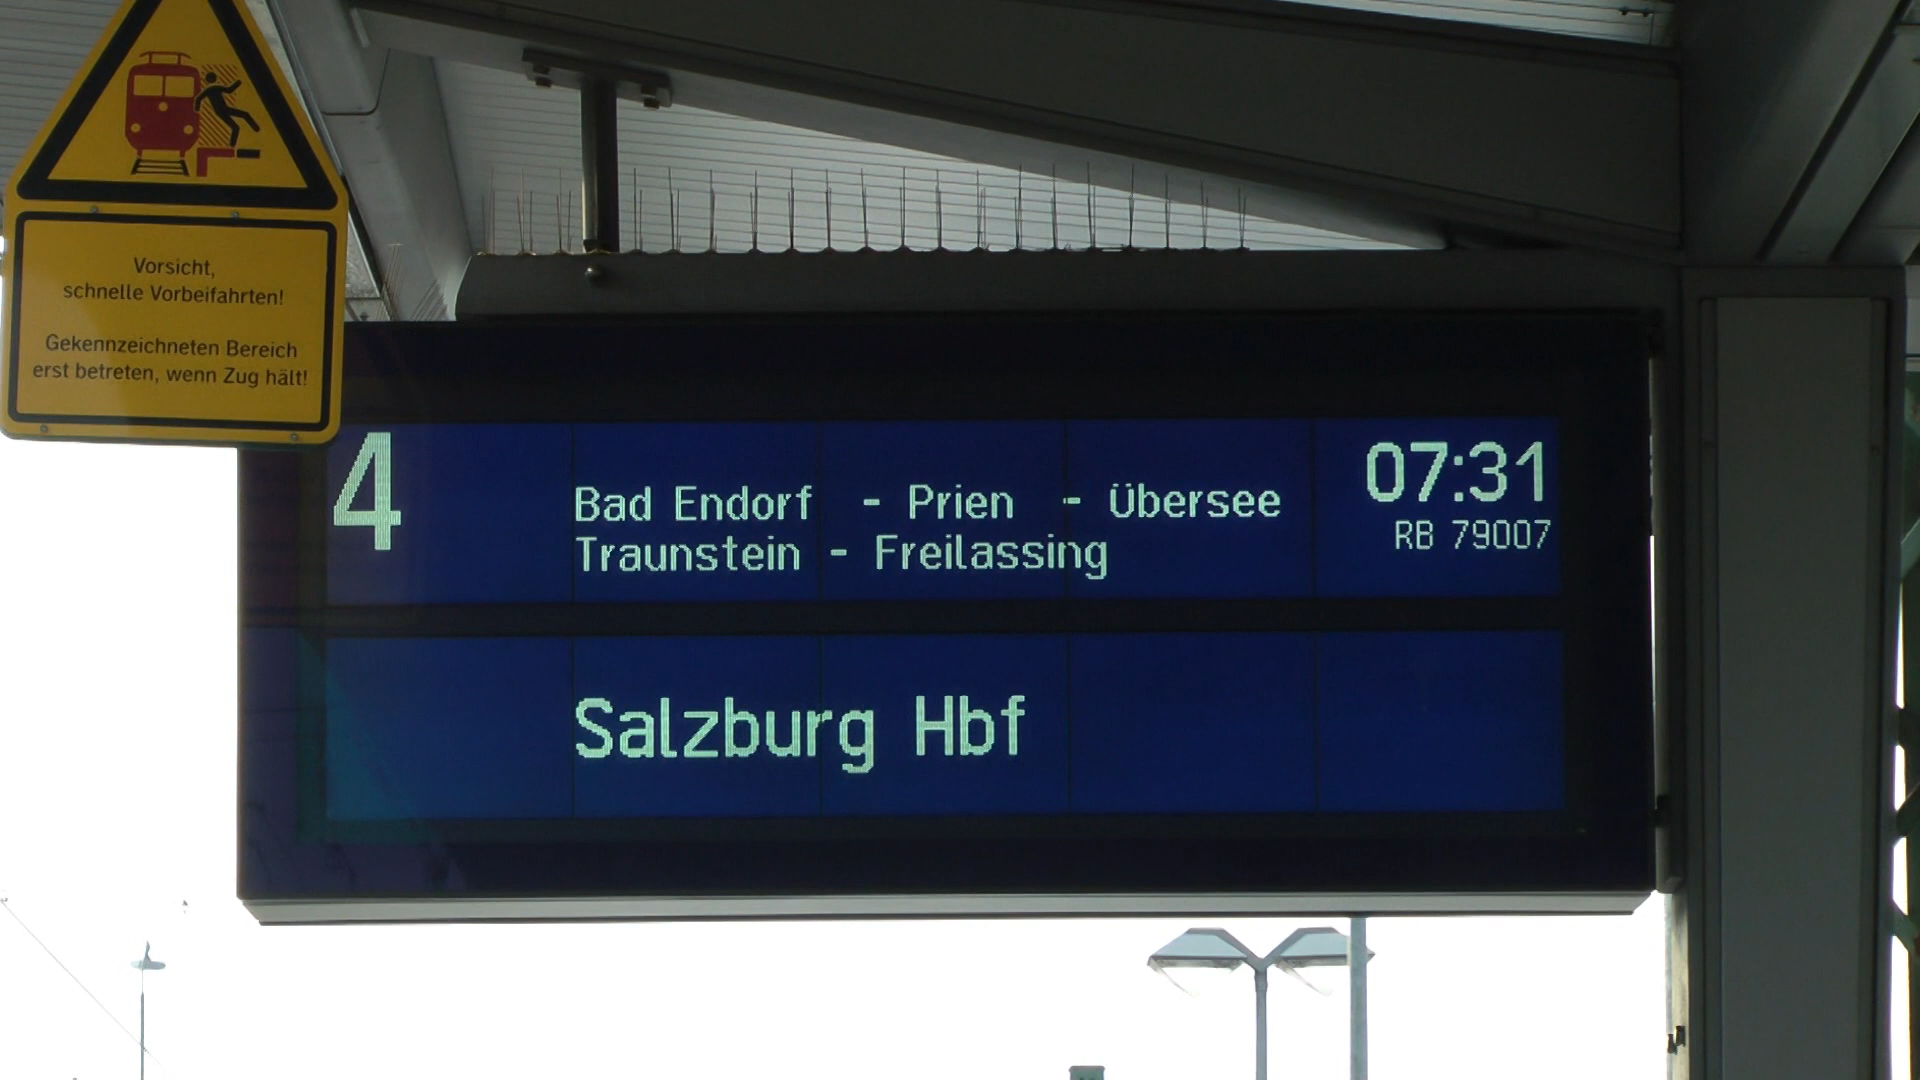 Vorsicht,
schnelle Vorbeifahrten!
Gekennzeichneten Bereich
erst betreten, wenn Zug hält!
4
07:31
Bad Endorf - Prien - Übersee
RB 79007
Traunstein - Freilassing
Salzburg Hbf